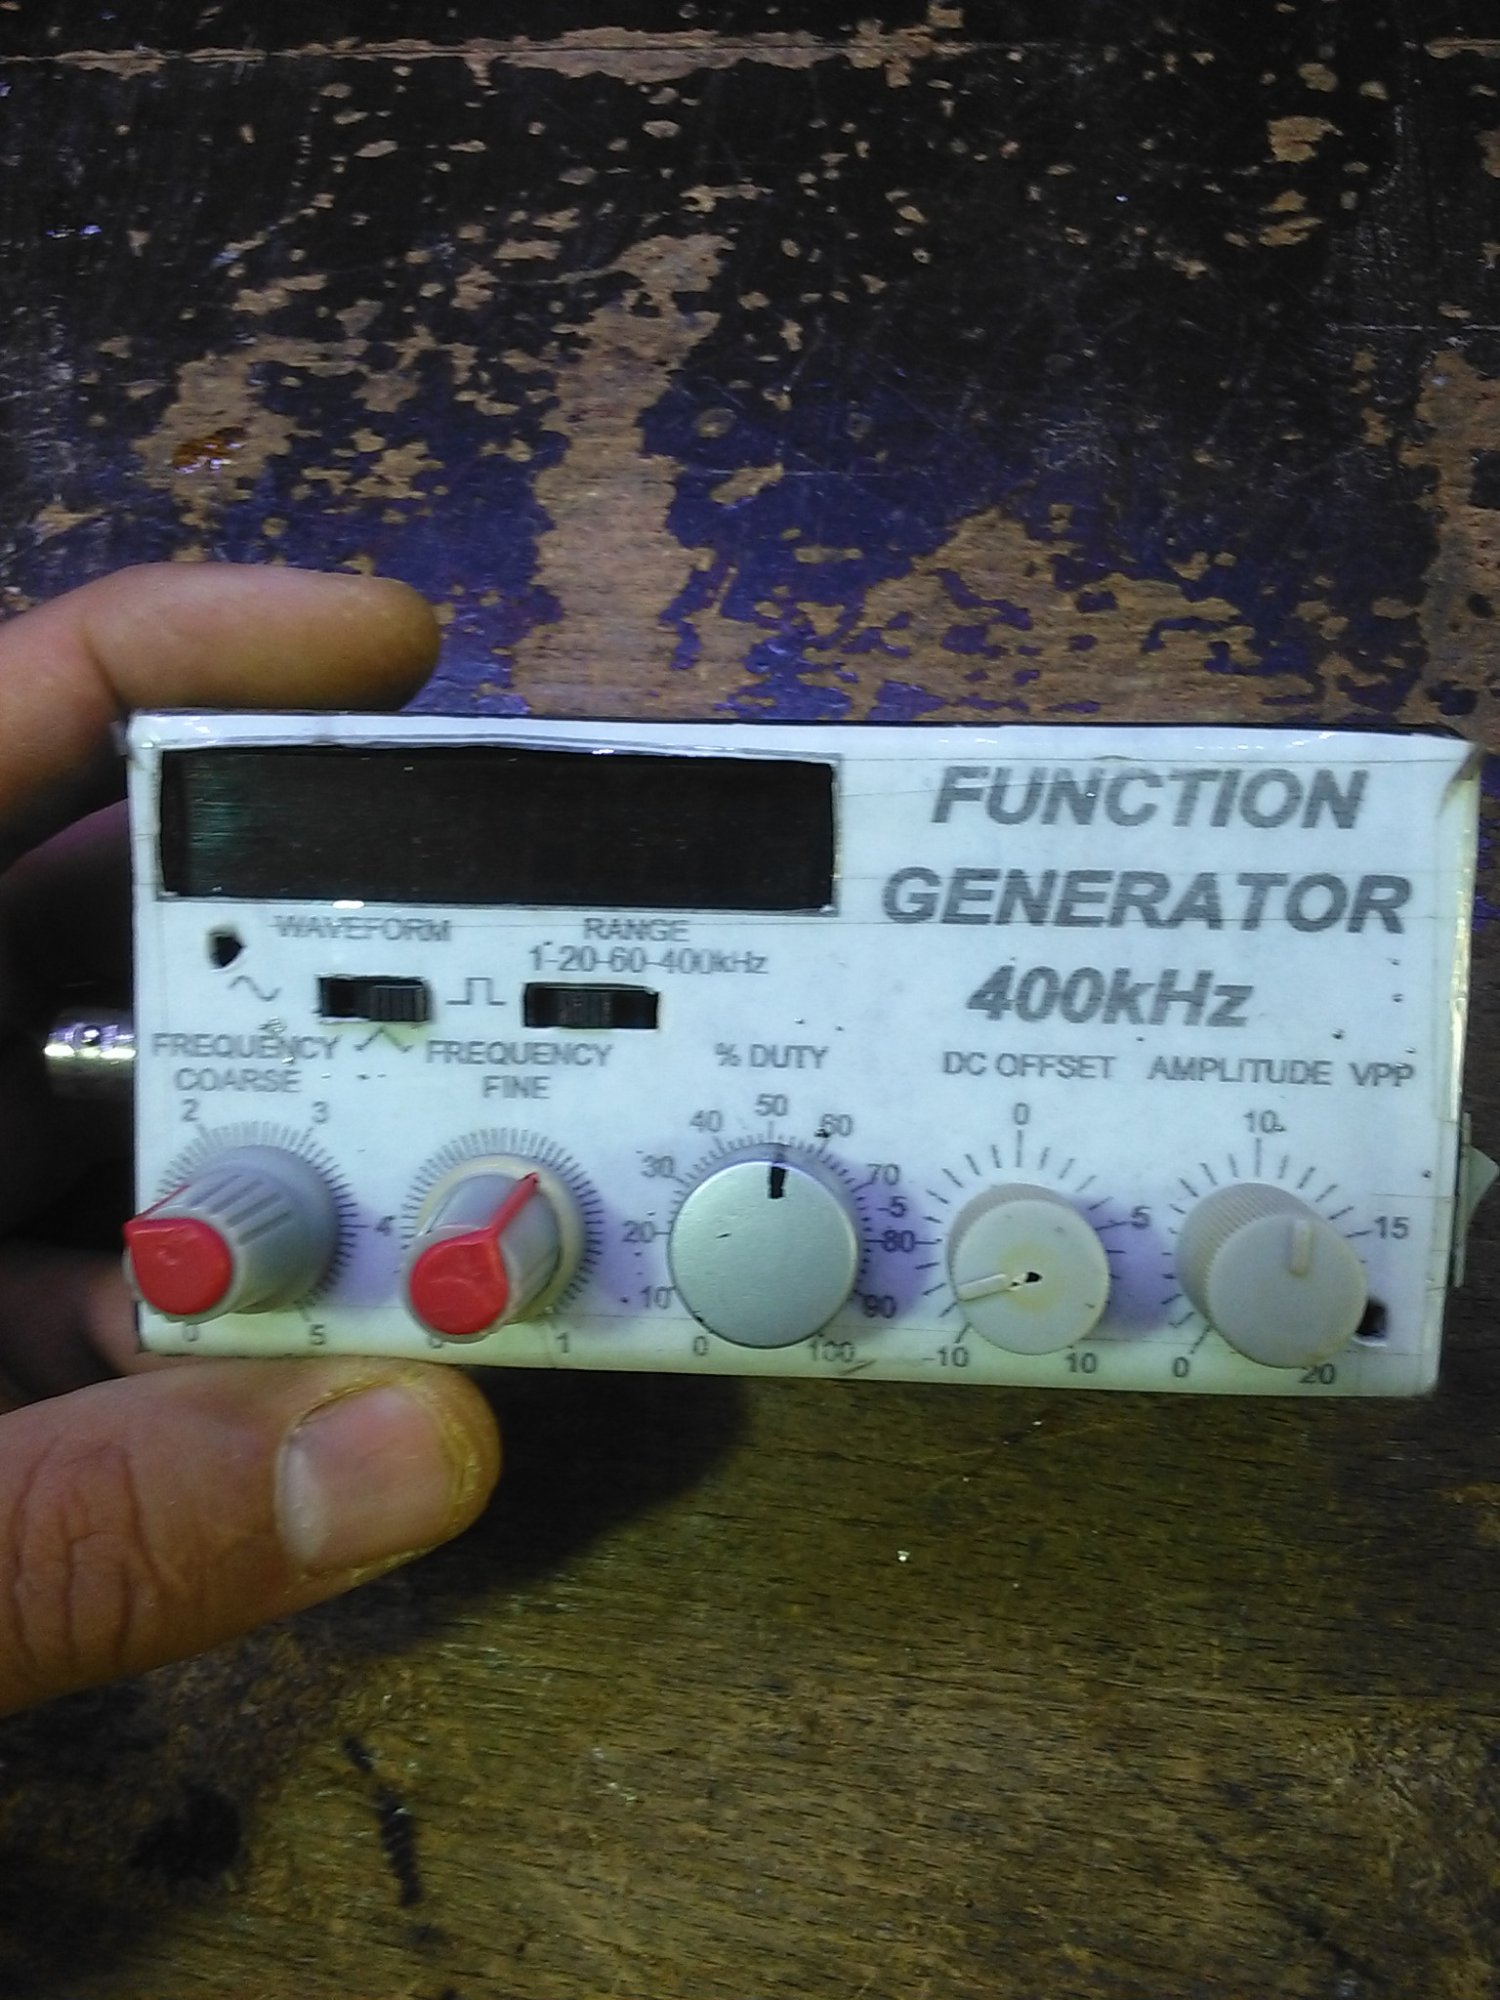 FUNCTION
GENERATOR
400kHz
WAVEFORM
RANGE
1-20-60-400kHz
FREQUENCY
COARSE
FREQUENCY
FINE
% DUTY
DC OFFSET
AMPLITUDE VPP
2 3
4
0 5
0 1
50
40 60
30 70
20 80
10 90
0 100
0
-5 5
-10 10
10
15
0 20